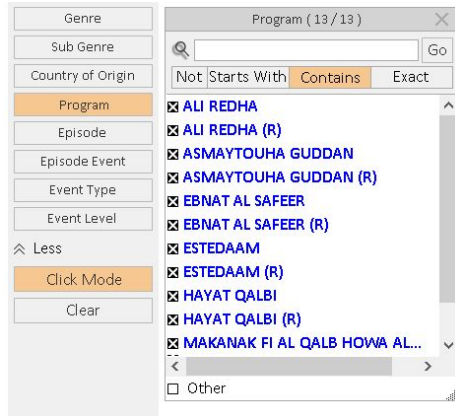 Genre
Sub Genre
Country of Origin
Program
Episode
Episode Event
Event Type
Event Level
Less
Click Mode
Clear
Program ( 13 / 13 )
Go
Not Starts With Contains Exact
ALI REDHA
ALI REDHA (R)
ASMAYTOUHA GUDDAN
ASMAYTOUHA GUDDAN (R)
EBNAT AL SAFEER
EBNAT AL SAFEER (R)
ESTEDAAM
ESTEDAAM (R)
HAYAT QALBI
HAYAT QALBI (R)
MAKANAK FI AL QALB HOWA AL...
Other